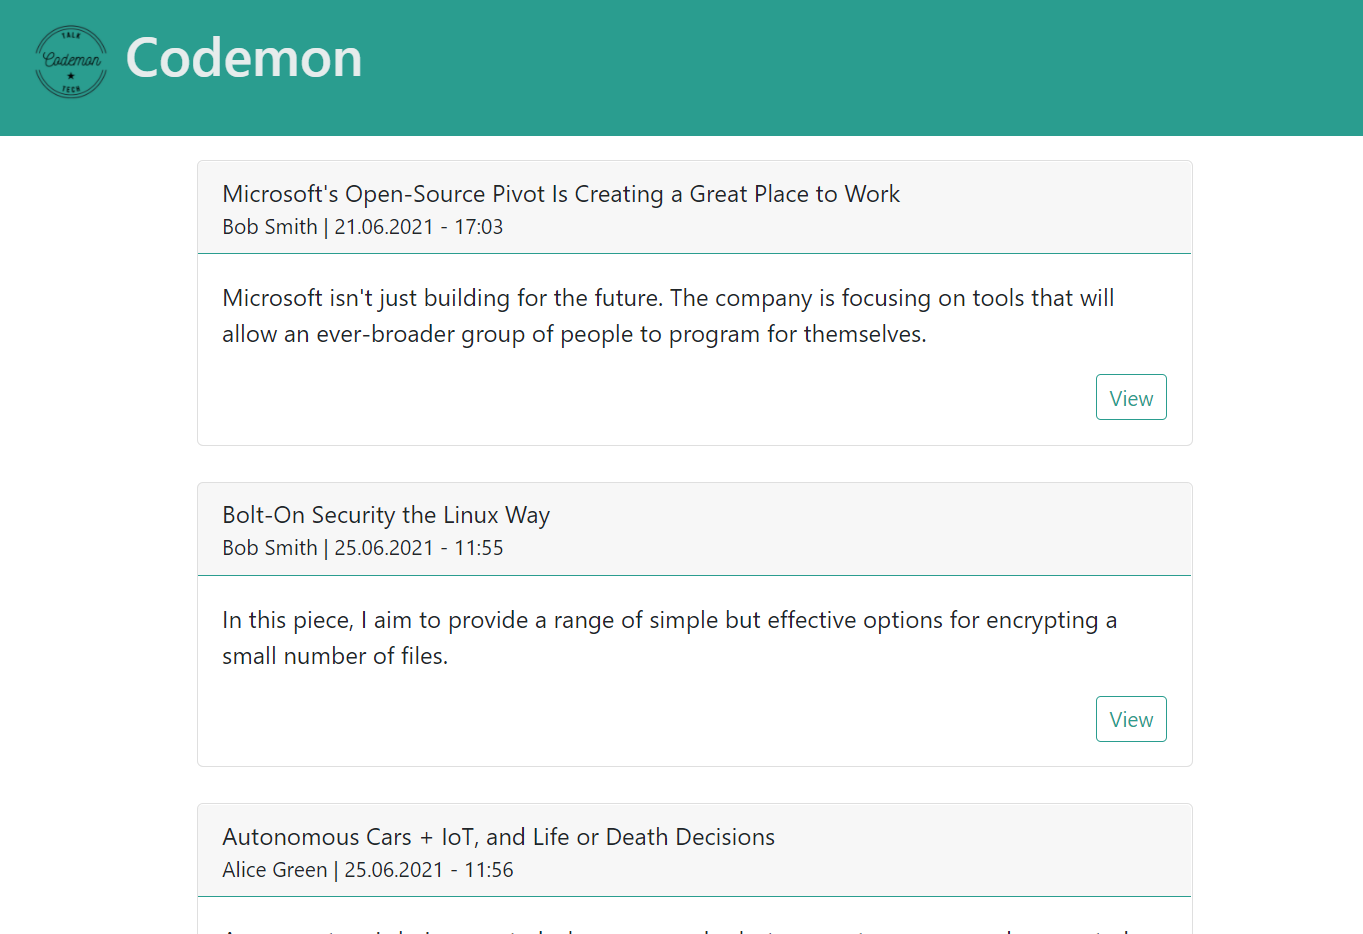 TALK
Codemon
TECH
Codemon
Microsoft's Open-Source Pivot Is Creating a Great Place to Work
Bob Smith | 21.06.2021 - 17:03
Microsoft isn't just building for the future. The company is focusing on tools that will
allow an ever-broader group of people to program for themselves.
View
Bolt-On Security the Linux Way
Bob Smith | 25.06.2021 - 11:55
In this piece, I aim to provide a range of simple but effective options for encrypting a
small number of files.
View
Autonomous Cars + IoT, and Life or Death Decisions
Alice Green | 25.06.2021 - 11:56